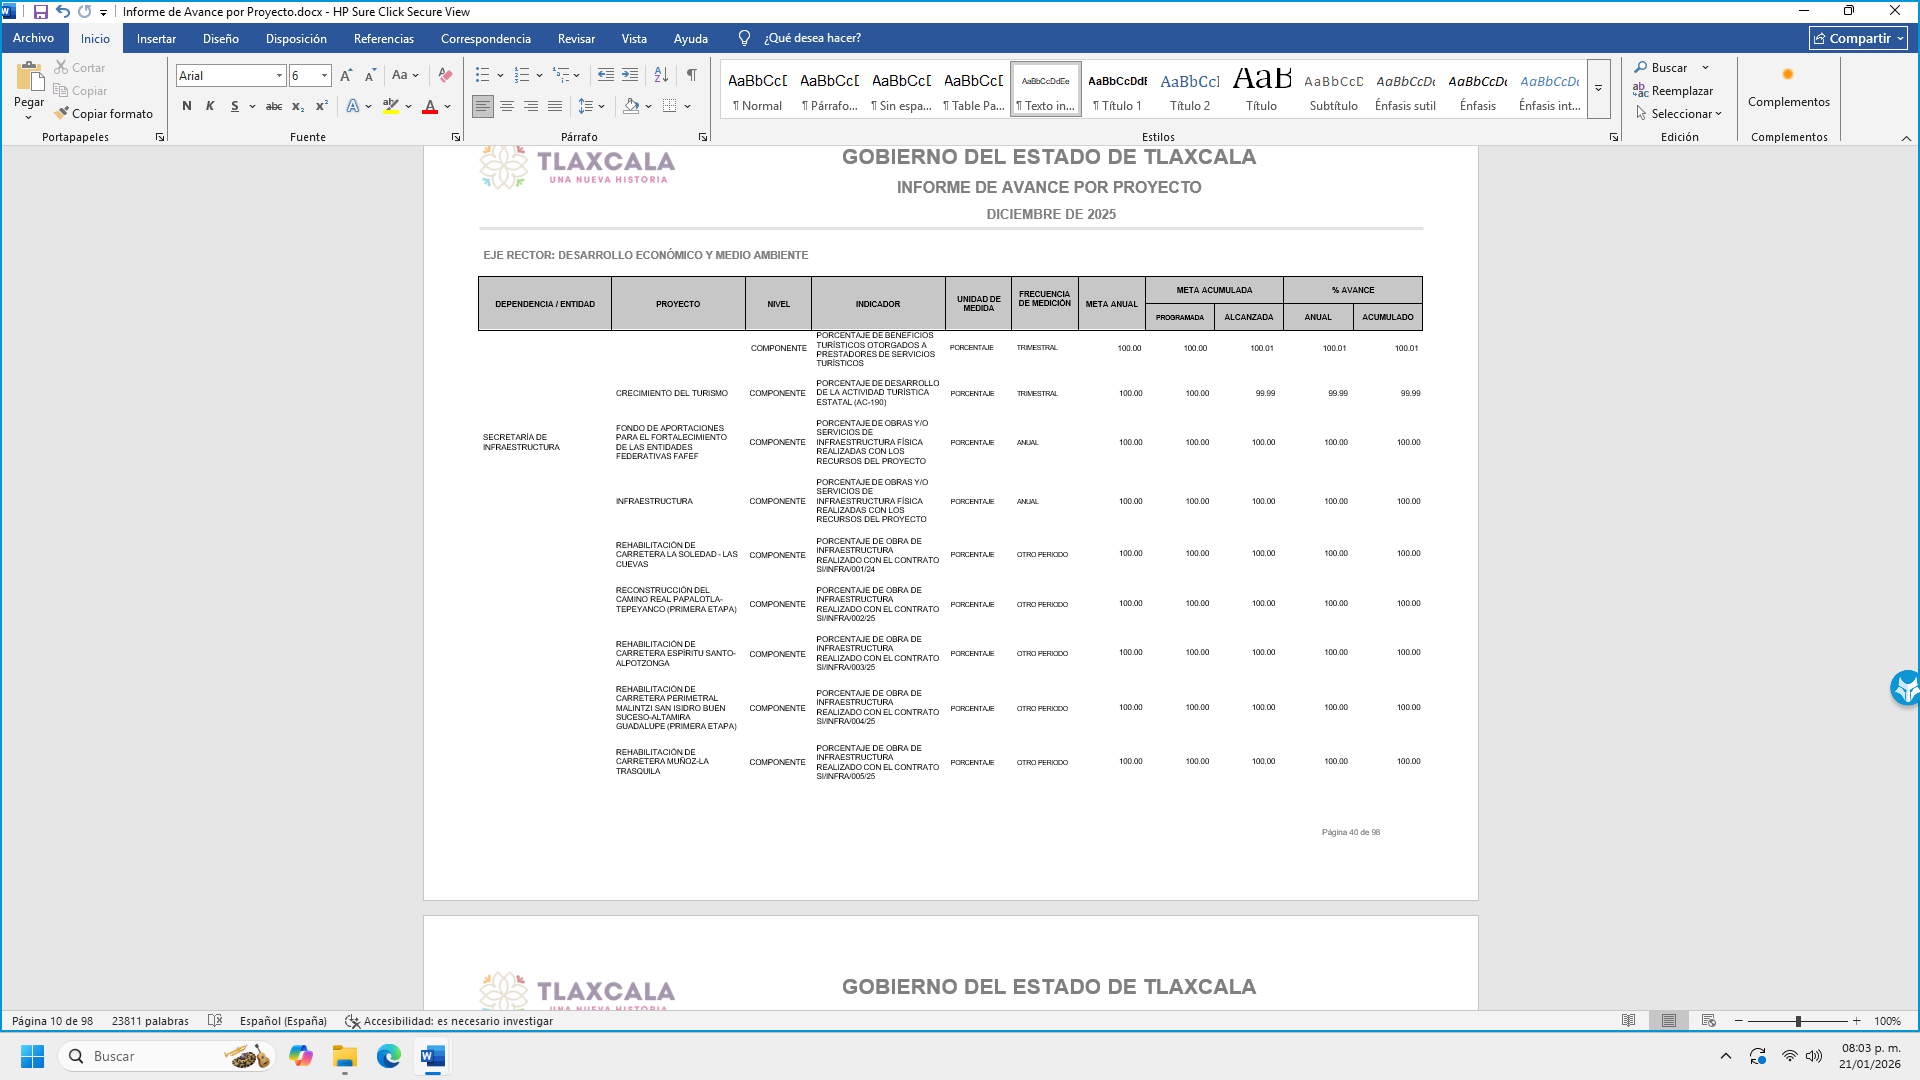 Informe de Avance por Proyecto.docx - HP Sure Click Secure View
Archivo Inicio Insertar Diseño Disposición Referencias Correspondencia Revisar Vista Ayuda ¿Qué desea hacer? Compartir
Pegar
Cortar
Copiar
Copiar formato
Portapapeles
Arial 6
Fuente
Párrafo
AaBbCcDdEe
¶ Normal ¶ Párrafo... ¶ Sin espa... ¶ Table Pa... ¶ Texto in... ¶ Título 1 Título 2 Título Subtítulo Énfasis sutil Énfasis Énfasis int...
Estilos
Buscar
Reemplazar
Seleccionar
Edición
Complementos
Complementos
TLAXCALA
UNA NUEVA HISTORIA
GOBIERNO DEL ESTADO DE TLAXCALA
INFORME DE AVANCE POR PROYECTO
DICIEMBRE DE 2025
EJE RECTOR: DESARROLLO ECONÓMICO Y MEDIO AMBIENTE
DEPENDENCIA / ENTIDAD PROYECTO NIVEL INDICADOR UNIDAD DE MEDIDA FRECUENCIA DE MEDICIÓN META ANUAL META ACUMULADA % AVANCE
PROGRAMADA ALCANZADA ANUAL ACUMULADO
COMPONENTE PORCENTAJE DE BENEFICIOS TURÍSTICOS OTORGADOS A PRESTADORES DE SERVICIOS TURÍSTICOS PORCENTAJE TRIMESTRAL 100.00 100.00 100.01 100.01 100.01
CRECIMIENTO DEL TURISMO COMPONENTE PORCENTAJE DE DESARROLLO DE LA ACTIVIDAD TURÍSTICA ESTATAL (AC-190) PORCENTAJE TRIMESTRAL 100.00 100.00 99.99 99.99 99.99
SECRETARÍA DE INFRAESTRUCTURA FONDO DE APORTACIONES PARA EL FORTALECIMIENTO DE LAS ENTIDADES FEDERATIVAS FAFEF COMPONENTE PORCENTAJE DE OBRAS Y/O SERVICIOS DE INFRAESTRUCTURA FÍSICA REALIZADAS CON LOS RECURSOS DEL PROYECTO PORCENTAJE ANUAL 100.00 100.00 100.00 100.00 100.00
INFRAESTRUCTURA COMPONENTE PORCENTAJE DE OBRAS Y/O SERVICIOS DE INFRAESTRUCTURA FÍSICA REALIZADAS CON LOS RECURSOS DEL PROYECTO PORCENTAJE ANUAL 100.00 100.00 100.00 100.00 100.00
REHABILITACIÓN DE CARRETERA LA SOLEDAD - LAS CUEVAS COMPONENTE PORCENTAJE DE OBRA DE INFRAESTRUCTURA REALIZADO CON EL CONTRATO SI/INFRA/001/24 PORCENTAJE OTRO PERIODO 100.00 100.00 100.00 100.00 100.00
RECONSTRUCCIÓN DEL CAMINO REAL PAPALOTLA-TEPEYANCO (PRIMERA ETAPA) COMPONENTE PORCENTAJE DE OBRA DE INFRAESTRUCTURA REALIZADO CON EL CONTRATO SI/INFRA/002/25 PORCENTAJE OTRO PERIODO 100.00 100.00 100.00 100.00 100.00
REHABILITACIÓN DE CARRETERA ESPÍRITU SANTO-ALPOTZONGA COMPONENTE PORCENTAJE DE OBRA DE INFRAESTRUCTURA REALIZADO CON EL CONTRATO SI/INFRA/003/25 PORCENTAJE OTRO PERIODO 100.00 100.00 100.00 100.00 100.00
REHABILITACIÓN DE CARRETERA PERIMETRAL MALINTZI SAN ISIDRO BUEN SUCESO-ALTAMIRA GUADALUPE (PRIMERA ETAPA) COMPONENTE PORCENTAJE DE OBRA DE INFRAESTRUCTURA REALIZADO CON EL CONTRATO SI/INFRA/004/25 PORCENTAJE OTRO PERIODO 100.00 100.00 100.00 100.00 100.00
REHABILITACIÓN DE CARRETERA MUÑOZ-LA TRASQUILA COMPONENTE PORCENTAJE DE OBRA DE INFRAESTRUCTURA REALIZADO CON EL CONTRATO SI/INFRA/005/25 PORCENTAJE OTRO PERIODO 100.00 100.00 100.00 100.00 100.00
Página 40 de 98
TLAXCALA
GOBIERNO DEL ESTADO DE TLAXCALA
Página 10 de 98 23811 palabras Español (España) Accesibilidad: es necesario investigar 100%
Buscar
08:03 p. m.
21/01/2026